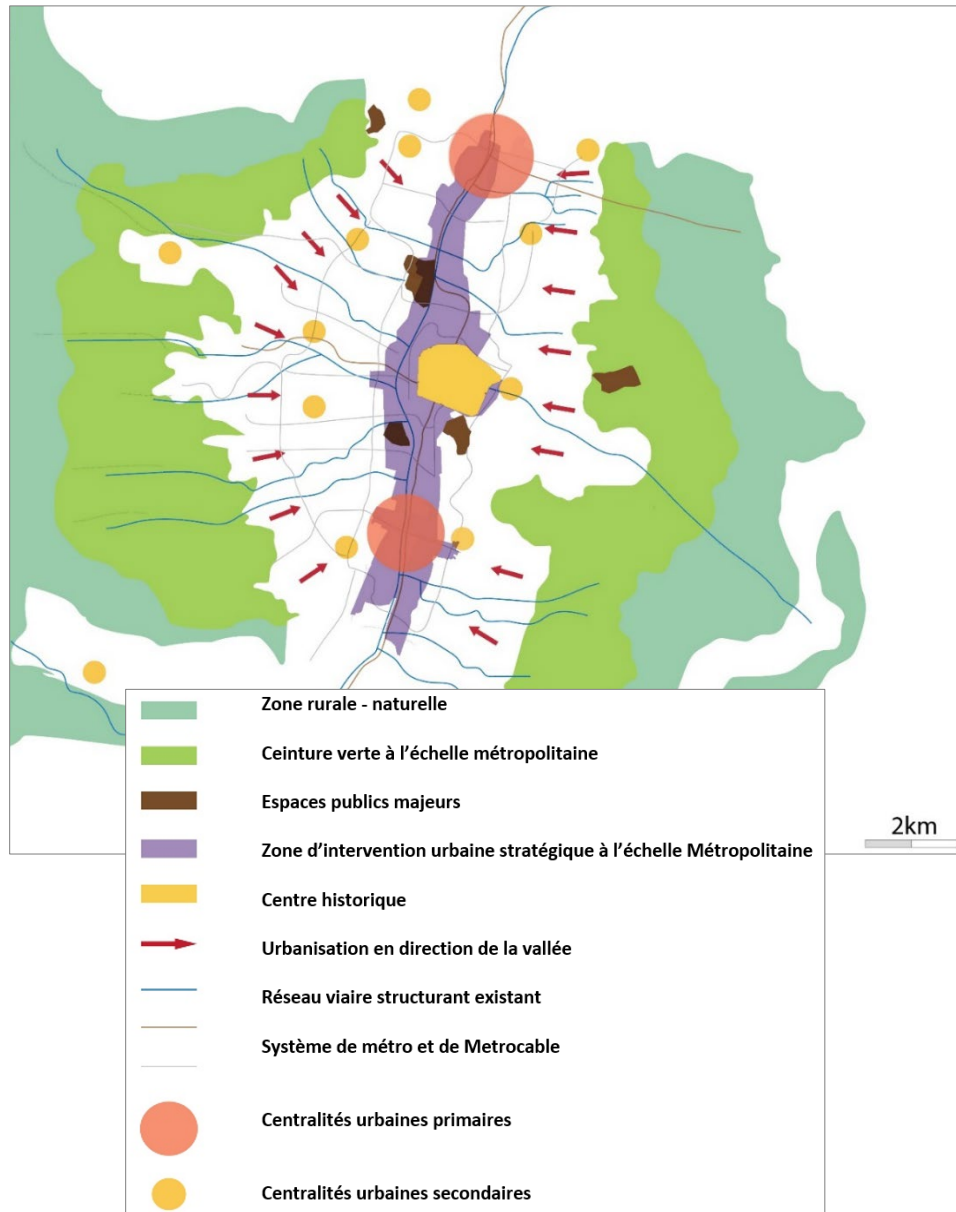 2km
Zone rurale - naturelle
Ceinture verte à l'échelle métropolitaine
Espaces publics majeurs
Zone d'intervention urbaine stratégique à l'échelle Métropolitaine
Centre historique
Urbanisation en direction de la vallée
Réseau viaire structurant existant
Système de métro et de Metrocable
Centralités urbaines primaires
Centralités urbaines secondaires